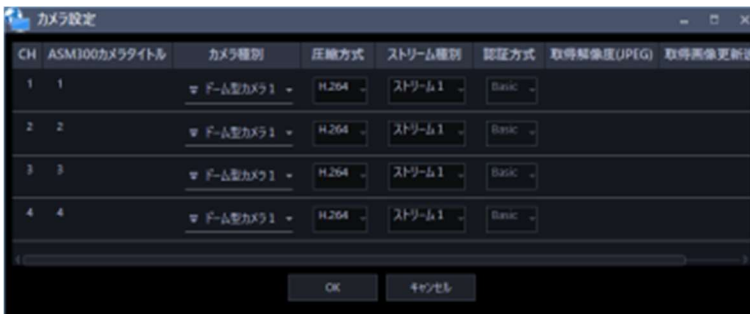 カメラ設定
CH ASM300カメラタイトル カメラ種別 圧縮方式 ストリーム種別 認証方式 取得解像度(JPEG) 取得画像更新
1 1 ドーム型カメラ1 H.264 ストリーム1 Basic
2 2 ドーム型カメラ1 H.264 ストリーム1 Basic
3 3 ドーム型カメラ1 H.264 ストリーム1 Basic
4 4 ドーム型カメラ1 H.264 ストリーム1 Basic
OK キャンセル